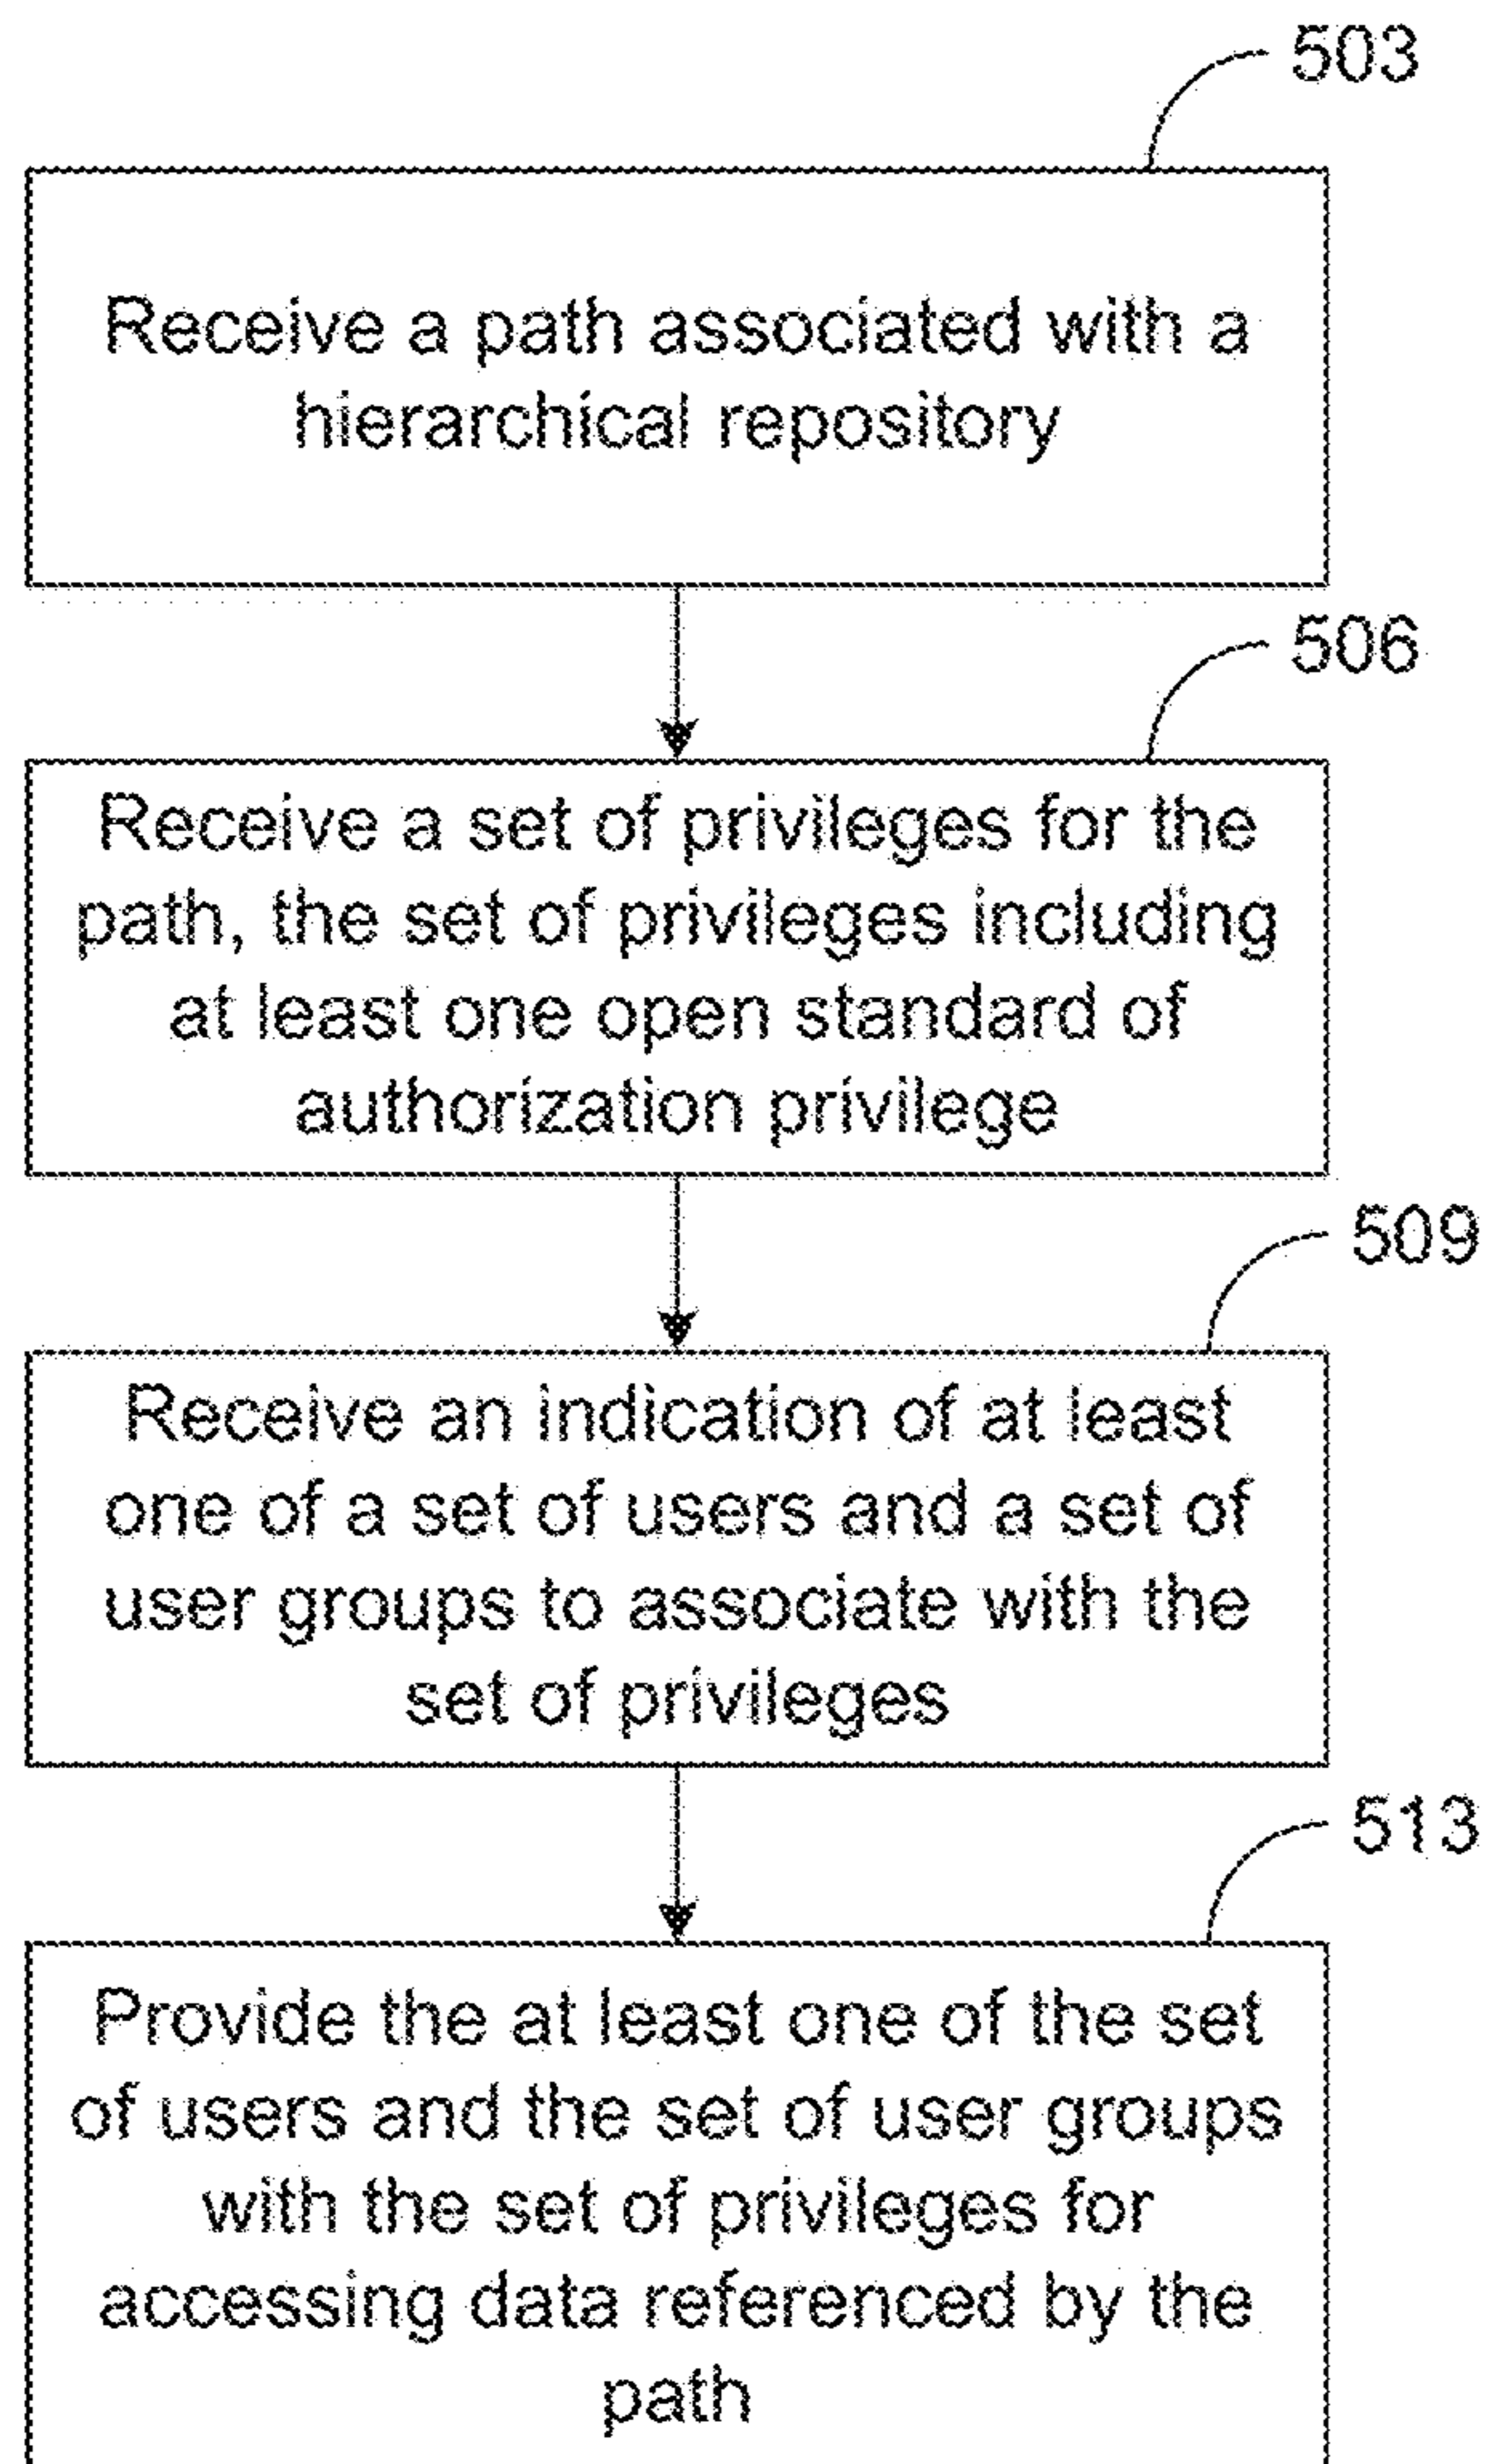 503
Receive a path associated with a
hierarchical repository
506
Receive a set of privileges for the
path, the set of privileges including
at least one open standard of
authorization privilege
509
Receive an indication of at least
one of a set of users and a set of
user groups to associate with the
set of privileges
513
Provide the at least one of the set
of users and the set of user groups
with the set of privileges for
accessing data referenced by the
path